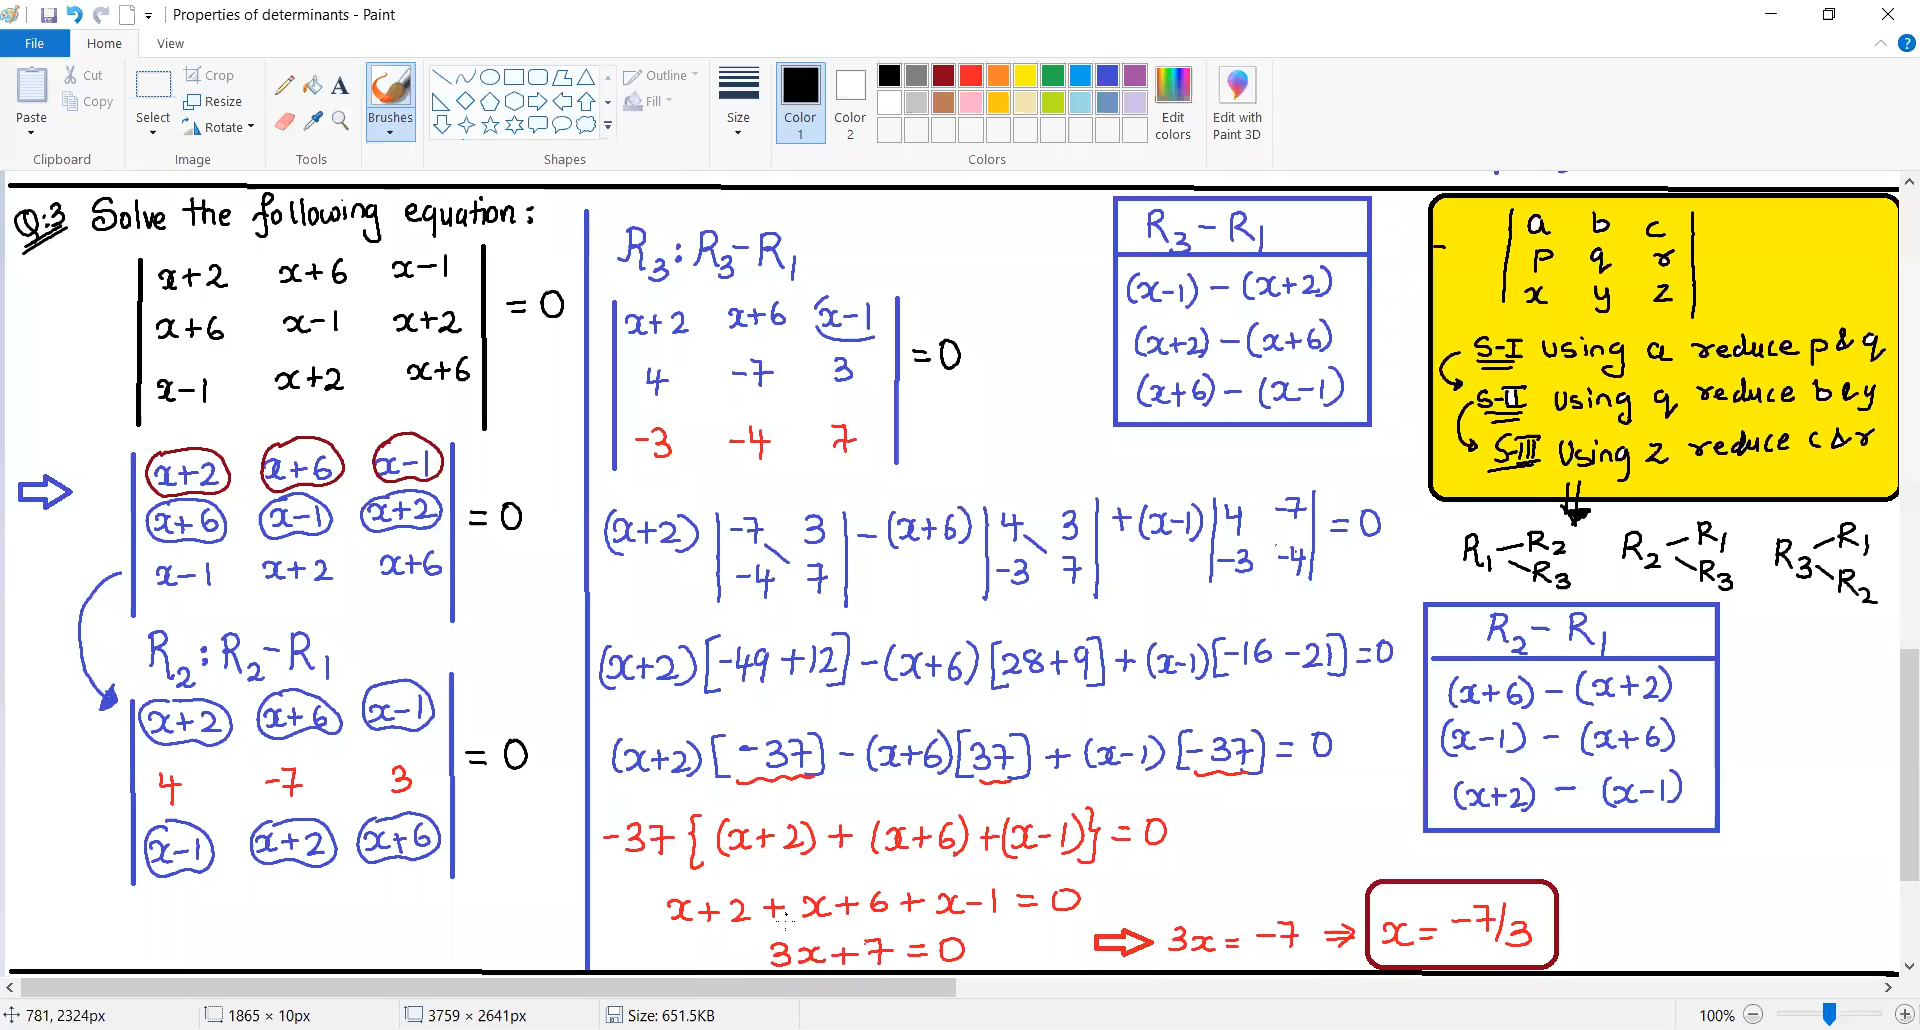 Properties of determinants - Paint
File Home View
Paste Cut Copy
Clipboard
Select Crop Resize Rotate
Image
Tools
Brushes
Outline Fill
Shapes
Size
Color 1
Color 2
Edit colors
Edit with Paint 3D
Colors
Q:3 Solve the following equation:
| x+2 x+6 x-1 |
| x+6 x-1 x+2 | = 0
| x-1 x+2 x+6 |
⇒ | x+2 x+6 x-1 |
| x+6 x-1 x+2 | = 0
| x-1 x+2 x+6 |
R₂ : R₂ - R₁
| x+2 x+6 x-1 |
| 4 -7 3 | = 0
| x-1 x+2 x+6 |
R₃ : R₃ - R₁
| x+2 x+6 x-1 |
| 4 -7 3 | = 0
| -3 -4 7 |
R₃ - R₁
(x-1) - (x+2)
(x+2) - (x+6)
(x+6) - (x-1)
(x+2) | -7 3 | - (x+6) | 4 3 | + (x-1) | 4 -7 | = 0
| -4 7 | | -3 7 | | -3 -4 |
(x+2)[-49+12] - (x+6)[28+9] + (x-1)[-16-21] = 0
(x+2)[-37] - (x+6)[37] + (x-1)[-37] = 0
-37 { (x+2) + (x+6) + (x-1) } = 0
x+2 + x+6 + x-1 = 0
3x+7 = 0
⇒ 3x = -7 ⇒ x = -7/3
| a b c |
| p q r |
| x y z |
S-I using a reduce p & q
S-II using q reduce b & y
S-III using z reduce c & r
R₁ R₂ R₃
R₂ R₁ R₃
R₃ R₁ R₂
R₂ - R₁
(x+6) - (x+2)
(x-1) - (x+6)
(x+2) - (x-1)
781, 2324px
1865 × 10px
3759 × 2641px
Size: 651.5KB
100%